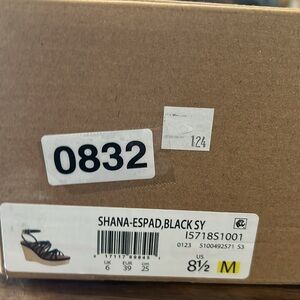 124
0832
SHANA-ESPAD,BLACK SY
I5718S1001
0123 S100492571 S3
UK EUR cm
6 39 25
US
8½ M